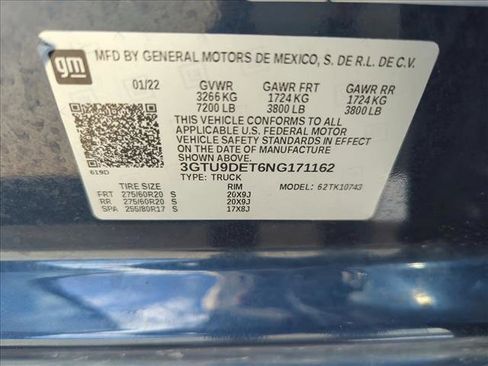 gm
MFD BY GENERAL MOTORS DE MEXICO, S. DE R.L. DE C.V.
01/22 GVWR GAWR FRT GAWR RR
3266 KG 1724 KG 1724 KG
7200 LB 3800 LB 3800 LB
THIS VEHICLE CONFORMS TO ALL
APPLICABLE U.S. FEDERAL MOTOR
VEHICLE SAFETY STANDARDS IN EFFECT ON
THE DATE OF MANUFACTURE SHOWN ABOVE.
619D 3GTU9DET6NG171162
TYPE: TRUCK
TIRE SIZE RIM MODEL: 62TK10743
FRT 275/60R20 S 20X9J
RR 275/60R20 S 20X9J
SPA 255/80R17 S 17X8J